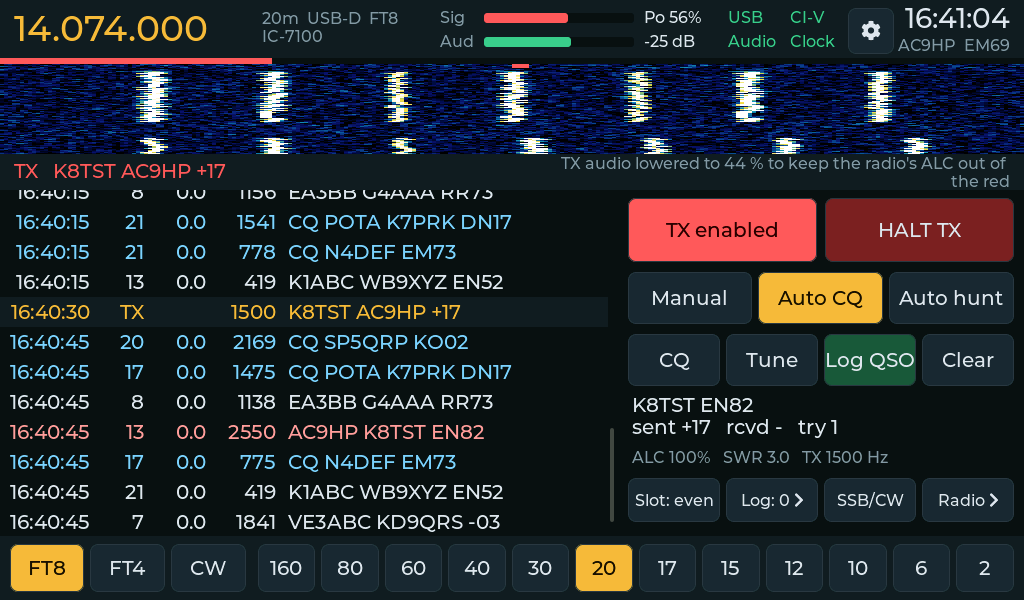 14.074.000
20m USB-D FT8
IC-7100
Sig
Po 56%
Aud
-25 dB
USB CI-V
Audio Clock
16:41:04
AC9HP EM69
TX K8TST AC9HP +17
TX audio lowered to 44 % to keep the radio's ALC out of
the red
16:40:15 8 0.0 1156 EA3BB G4AAA RR73
16:40:15 21 0.0 1541 CQ POTA K7PRK DN17
16:40:15 21 0.0 778 CQ N4DEF EM73
16:40:15 13 0.0 419 K1ABC WB9XYZ EN52
16:40:30 TX 1500 K8TST AC9HP +17
16:40:45 20 0.0 2169 CQ SP5QRP KO02
16:40:45 17 0.0 1475 CQ POTA K7PRK DN17
16:40:45 8 0.0 1138 EA3BB G4AAA RR73
16:40:45 13 0.0 2550 AC9HP K8TST EN82
16:40:45 17 0.0 775 CQ N4DEF EM73
16:40:45 21 0.0 419 K1ABC WB9XYZ EN52
16:40:45 7 0.0 1841 VE3ABC KD9QRS -03
TX enabled HALT TX
Manual Auto CQ Auto hunt
CQ Tune Log QSO Clear
K8TST EN82
sent +17 rcvd - try 1
ALC 100% SWR 3.0 TX 1500 Hz
Slot: even Log: 0 SSB/CW Radio
FT8 FT4 CW 160 80 60 40 30 20 17 15 12 10 6 2